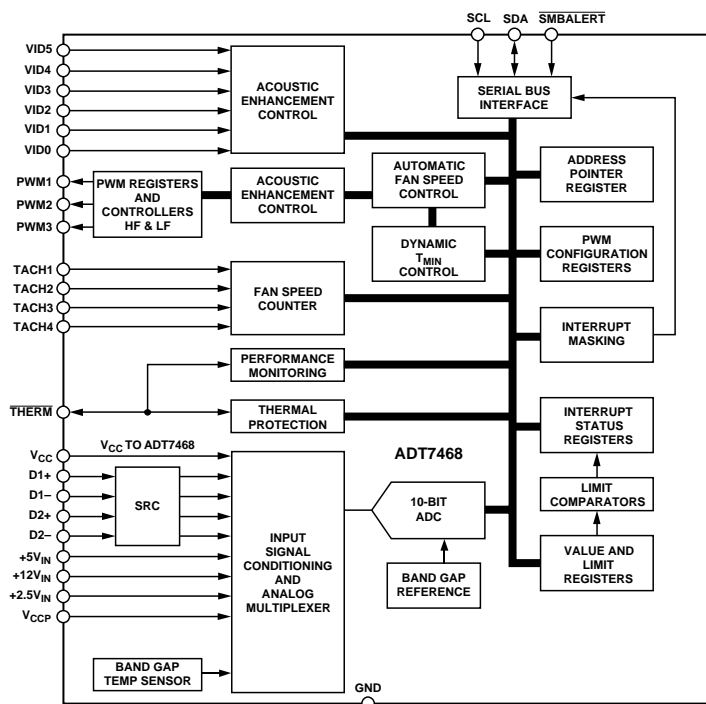 SCL SDA SMBALERT
VID5
VID4
VID3
VID2
VID1
VID0
ACOUSTIC
ENHANCEMENT
CONTROL
SERIAL BUS
INTERFACE
PWM1
PWM2
PWM3
PWM REGISTERS
AND
CONTROLLERS
HF & LF
ACOUSTIC
ENHANCEMENT
CONTROL
AUTOMATIC
FAN SPEED
CONTROL
ADDRESS
POINTER
REGISTER
DYNAMIC
TMIN
CONTROL
PWM
CONFIGURATION
REGISTERS
TACH1
TACH2
TACH3
TACH4
FAN SPEED
COUNTER
INTERRUPT
MASKING
PERFORMANCE
MONITORING
THERM
THERMAL
PROTECTION
INTERRUPT
STATUS
REGISTERS
VCC
VCC TO ADT7468
D1+
D1–
D2+
D2–
SRC
+5VIN
+12VIN
+2.5VIN
VCCP
INPUT
SIGNAL
CONDITIONING
AND
ANALOG
MULTIPLEXER
ADT7468
10-BIT
ADC
LIMIT
COMPARATORS
BAND GAP
REFERENCE
VALUE AND
LIMIT
REGISTERS
BAND GAP
TEMP SENSOR
GND